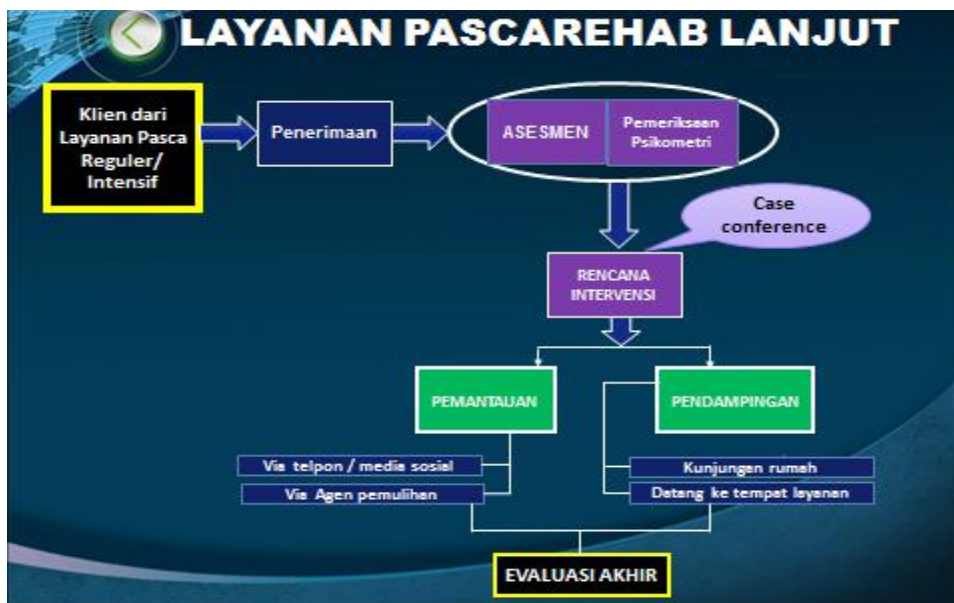 LAYANAN PASCAREHAB LANJUT
Klien dari
Layanan Pasca
Reguler/
Intensif
Penerimaan
ASESMEN
Pemeriksaan
Psikometri
Case
conference
RENCANA
INTERVENSI
PEMANTAUAN
PENDAMPINGAN
Via telpon / media sosial
Via Agen pemulihan
Kunjungan rumah
Datang ke tempat layanan
EVALUASI AKHIR